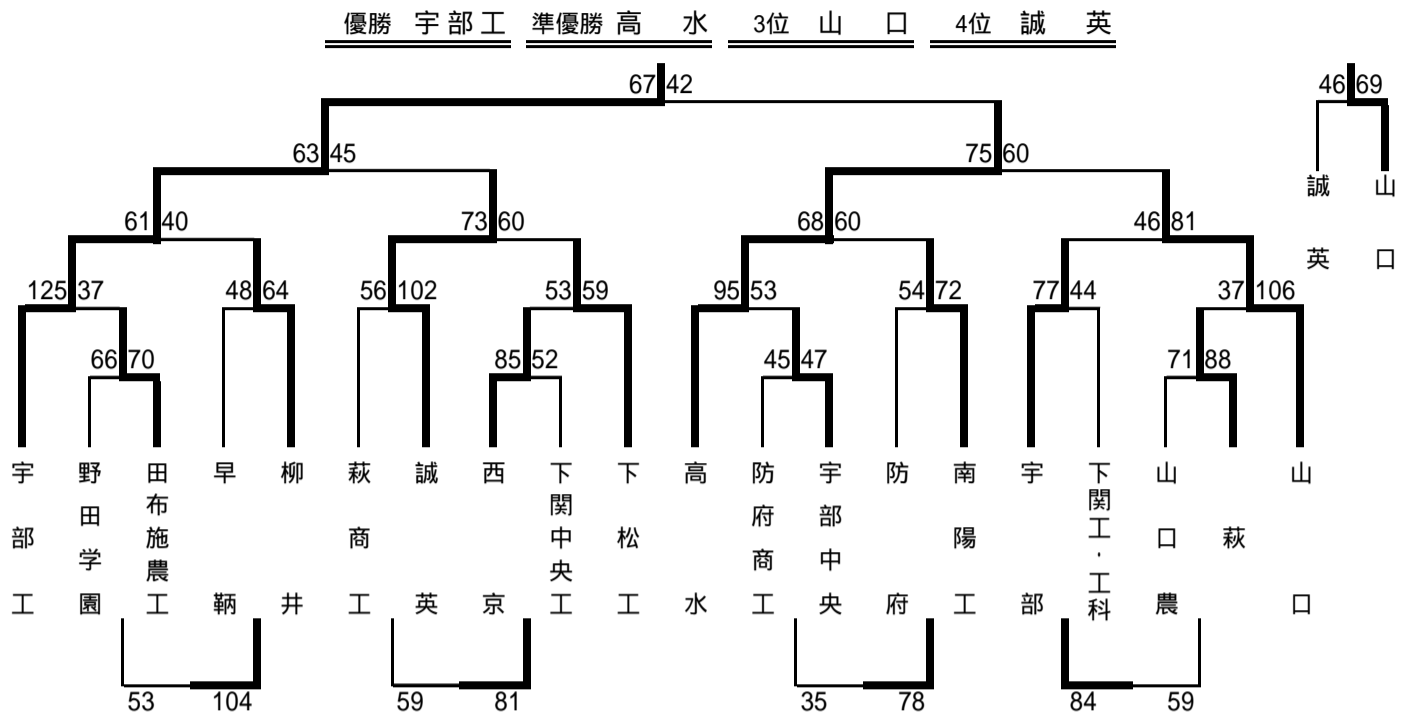 優勝 宇部工 準優勝 高水 3位 山口 4位 誠英
67 42
46 69
63 45
75 60
誠英
山口
61 40
73 60
68 60
46 81
125 37
48 64
56 102
53 59
95 53
54 72
77 44
37 106
66 70
85 52
45 47
71 88
宇部工
野田学園
田布施農工
早鞆
柳井
萩商工
誠英
西京
下関中央工
下松工
高水
防府商工
宇部中央
防府
南陽工
宇部
下関工・工科
山口農
萩
山口
53 104
59 81
35 78
84 59